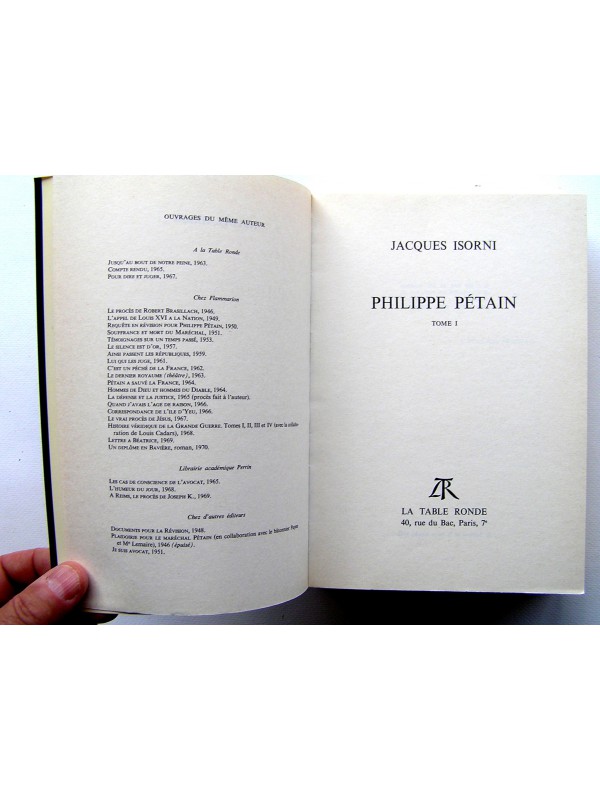 OUVRAGES DU MÊME AUTEUR
A la Table Ronde
JUSQU'AU BOUT DE NOTRE PEINE, 1963.
COMPTE RENDU, 1965.
POUR DIRE ET JUGER, 1967.
Chez Flammarion
LE PROCÈS DE ROBERT BRASILLACH, 1946.
L'APPEL DE LOUIS XVI A LA NATION, 1949.
REQUÊTE EN RÉVISION POUR PHILIPPE PÉTAIN, 1950.
SOUFFRANCE ET MORT DU MARÉCHAL, 1951.
TÉMOIGNAGES SUR UN TEMPS PASSÉ, 1953.
LE SILENCE EST D'OR, 1957.
AINSI PASSENT LES RÉPUBLIQUES, 1959.
LUI QUI LES JUGE, 1961.
C'EST UN PÉCHÉ DE LA FRANCE, 1962.
LE DERNIER ROYAUME (théâtre), 1963.
PÉTAIN A SAUVÉ LA FRANCE, 1964.
HOMMES DE DIEU ET HOMMES DU DIABLE, 1964.
LA DÉFENSE ET LA JUSTICE, 1965 (procès fait à l'auteur).
QUAND J'AVAIS L'AGE DE RAISON, 1966.
CORRESPONDANCE DE L'ILE D'YEU, 1966.
LE VRAI PROCÈS DE JÉSUS, 1967.
HISTOIRE VÉRIDIQUE DE LA GRANDE GUERRE. Tomes I, II, III et IV (avec la collabo-
ration de Louis Cadars), 1968.
LETTRE A BÉATRICE, 1969.
UN DIPLÔME EN BAVIÈRE, roman, 1970.
Librairie académique Perrin
LES CAS DE CONSCIENCE DE L'AVOCAT, 1965.
L'HUMEUR DU JOUR, 1968.
A REIMS, LE PROCÈS DE JOSEPH K., 1969.
Chez d'autres éditeurs
DOCUMENTS POUR LA RÉVISION, 1948.
PLAIDOIRIE POUR LE MARÉCHAL PÉTAIN (en collaboration avec le bâtonnier Payen
et Me Lemaire), 1946 (épuisé).
JE SUIS AVOCAT, 1951.
JACQUES ISORNI
PHILIPPE PÉTAIN
TOME I
TR
LA TABLE RONDE
40, rue du Bac, Paris, 7e